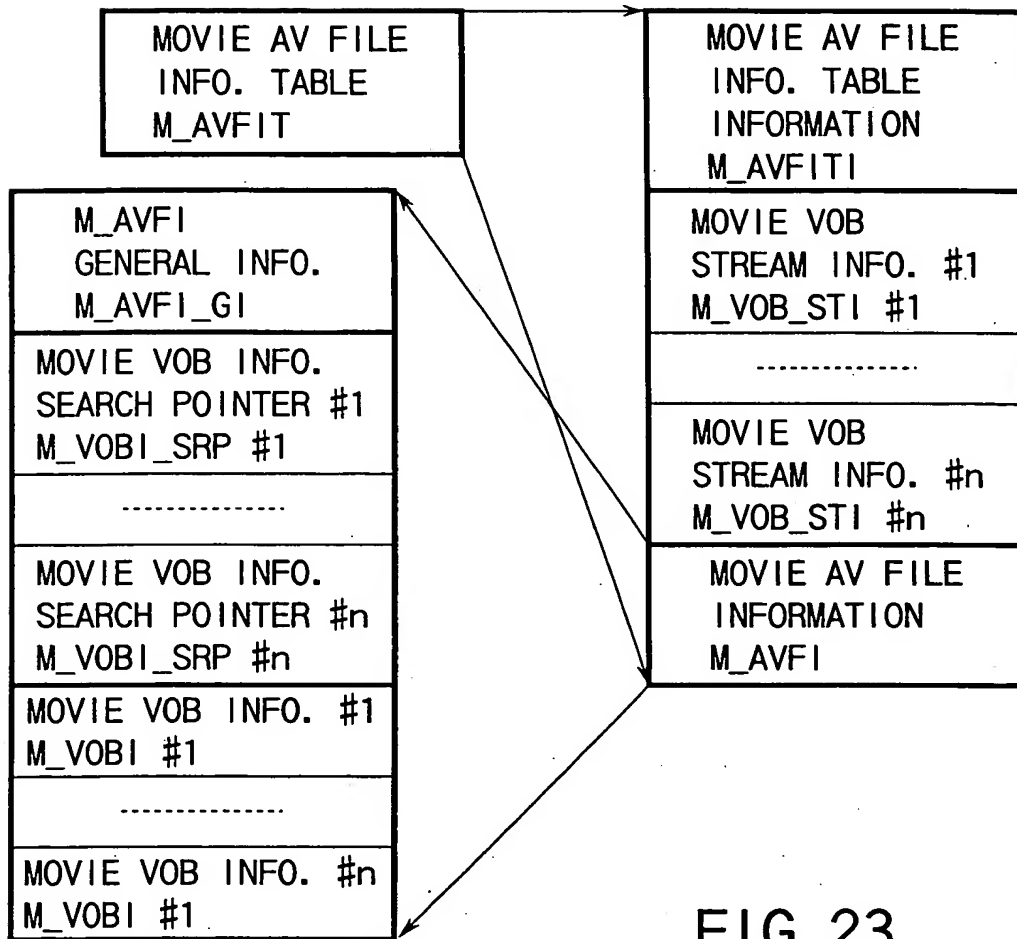 MOVIE AV FILE
INFO. TABLE
M_AVFIT
MOVIE AV FILE
INFO. TABLE
INFORMATION
M_AVFITI
MOVIE VOB
STREAM INFO. #1
M_VOB_STI #1
MOVIE VOB
STREAM INFO. #n
M_VOB_STI #n
MOVIE AV FILE
INFORMATION
M_AVFI
M_AVFI
GENERAL INFO.
M_AVFI_GI
MOVIE VOB INFO.
SEARCH POINTER #1
M_VOBI_SRP #1
MOVIE VOB INFO.
SEARCH POINTER #n
M_VOBI_SRP #n
MOVIE VOB INFO. #1
M_VOBI #1
MOVIE VOB INFO. #n
M_VOBI #1
FIG. 23